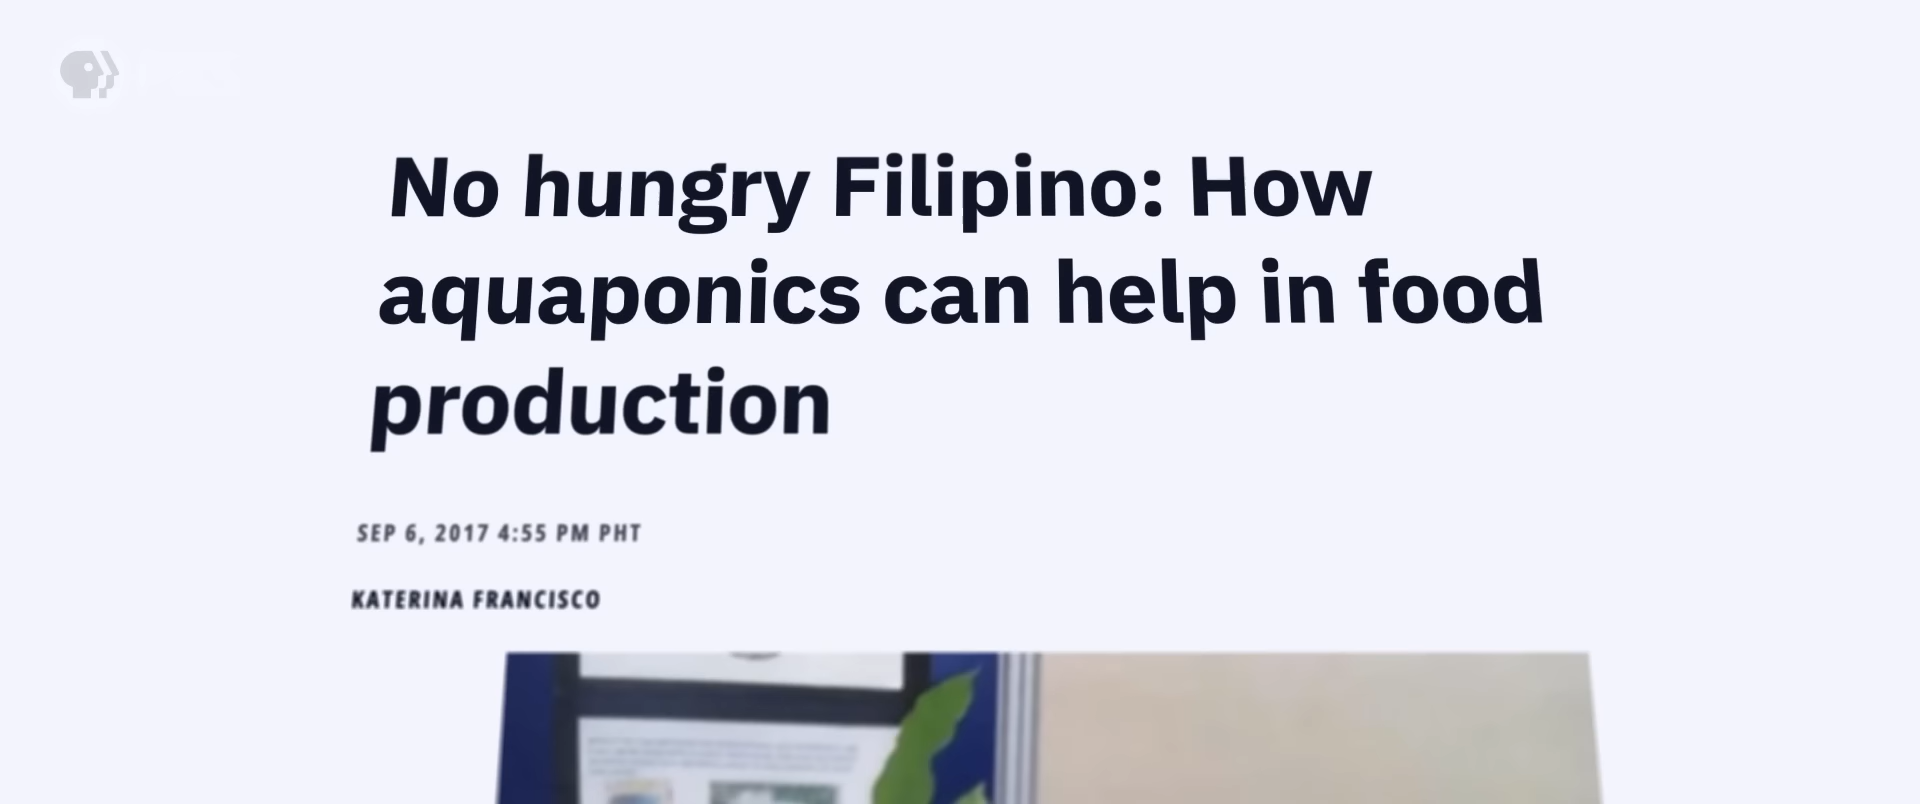 No hungry Filipino: How
aquaponics can help in food
production
SEP 6, 2017 4:55 PM PHT
KATERINA FRANCISCO